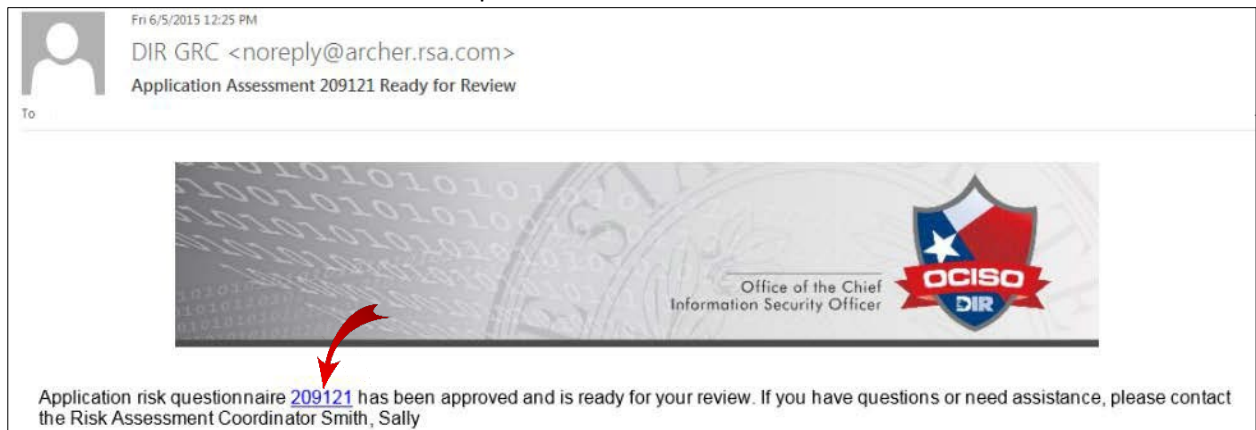 Fri 6/5/2015 12:25 PM
DIR GRC <noreply@archer.rsa.com>
Application Assessment 209121 Ready for Review
To
Office of the Chief
Information Security Officer
OCISO
DIR
Application risk questionnaire 209121 has been approved and is ready for your review. If you have questions or need assistance, please contact
the Risk Assessment Coordinator Smith, Sally